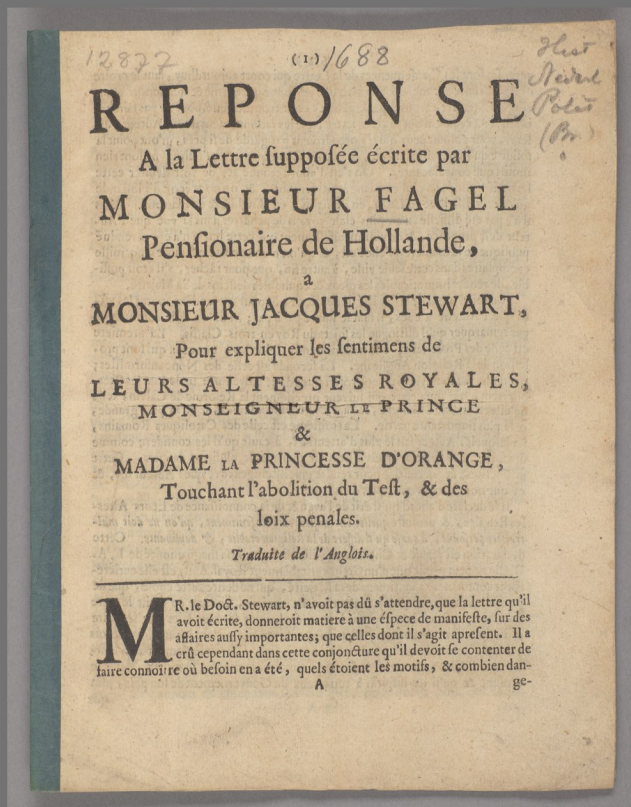 12877
(1) 1688
Hist
Nederl
REPONSE
A la Lettre ſuppoſée écrite par
MONSIEUR FAGEL
Penſionaire de Hollande,
a
MONSIEUR JACQUES STEWART,
Pour expliquer les ſentimens de
LEURS ALTESSES ROYALES,
MONSEIGNEUR LE PRINCE
&
MADAME LA PRINCESSE D'ORANGE,
Touchant l'abolition du Teſt, & des
loix penales.
Traduite de l'Anglois.
MR. le Doct. Stewart, n'avoit pas dû s'attendre, que la lettre qu'il
avoit écrite, donneroit matiere à une éſpece de manifeſte, ſur des
affaires auſſy importantes; que celles dont il s'agit apreſent. Il a
crû cependant dans cette conjoncture qu'il devoit ſe contenter de
faire connoître où beſoin en a été, quels étoient les motifs, & combien dan-
A ge-